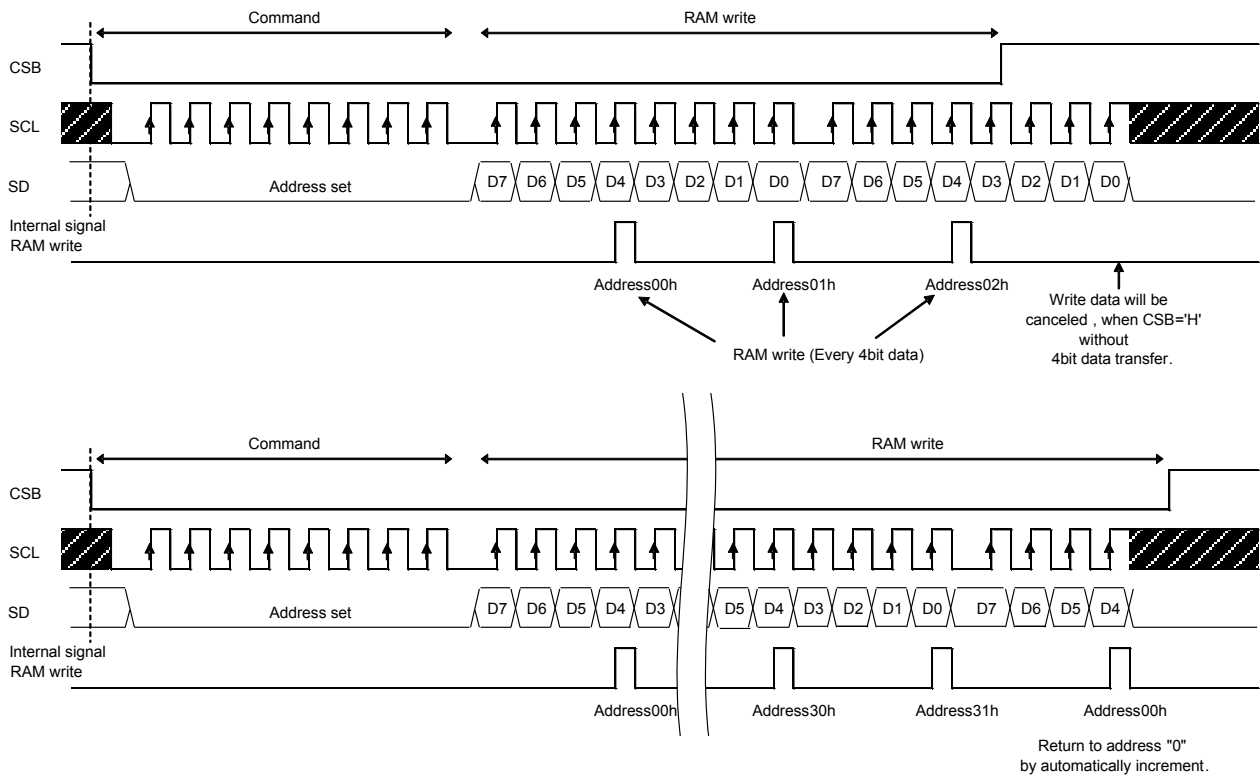 Command RAM write
CSB
SCL
SD Address set D7 D6 D5 D4 D3 D2 D1 D0 D7 D6 D5 D4 D3 D2 D1 D0
Internal signal
RAM write
Address00h Address01h Address02h
Write data will be
canceled , when CSB='H'
without
4bit data transfer.
RAM write (Every 4bit data)
Command RAM write
CSB
SCL
SD Address set D7 D6 D5 D4 D3 D5 D4 D3 D2 D1 D0 D7 D6 D5 D4
Internal signal
RAM write
Address00h Address30h Address31h Address00h
Return to address "0"
by automatically increment.